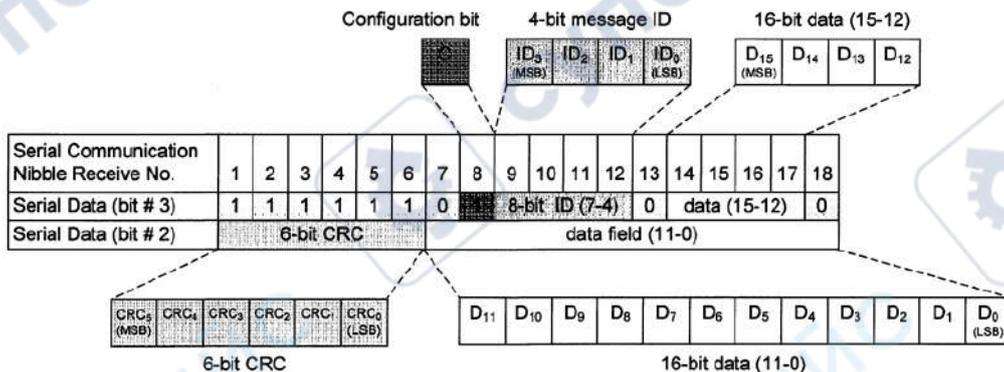 Configuration bit 4-bit message ID 16-bit data (15-12)
C ID3 ID2 ID1 ID0 D15 D14 D13 D12
(MSB) (LSB) (MSB)
Serial Communication
Nibble Receive No. 1 2 3 4 5 6 7 8 9 10 11 12 13 14 15 16 17 18
Serial Data (bit # 3) 1 1 1 1 1 1 0 8-bit ID (7-4) 0 data (15-12) 0
Serial Data (bit # 2) 6-bit CRC data field (11-0)
CRC5 CRC4 CRC3 CRC2 CRC1 CRC0 D11 D10 D9 D8 D7 D6 D5 D4 D3 D2 D1 D0
(MSB) (LSB) (LSB)
6-bit CRC 16-bit data (11-0)